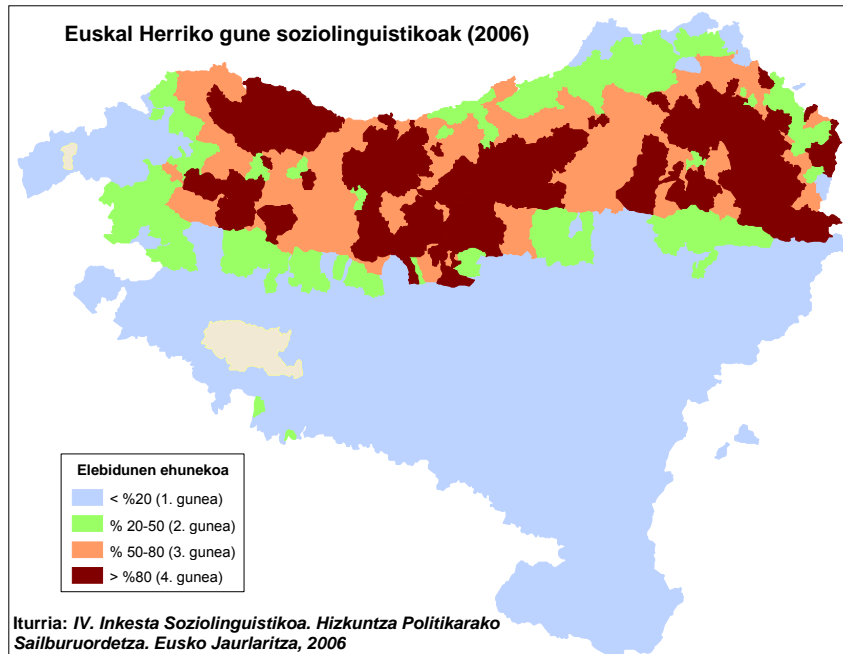 Euskal Herriko gune soziolinguistikoak (2006)
Elebidunen ehunekoa
< %20 (1. gunea)
% 20-50 (2. gunea)
% 50-80 (3. gunea)
> %80 (4. gunea)
Iturria: IV. Inkesta Soziolinguistikoa. Hizkuntza Politikarako
Sailburuordetza. Eusko Jaurlaritza, 2006